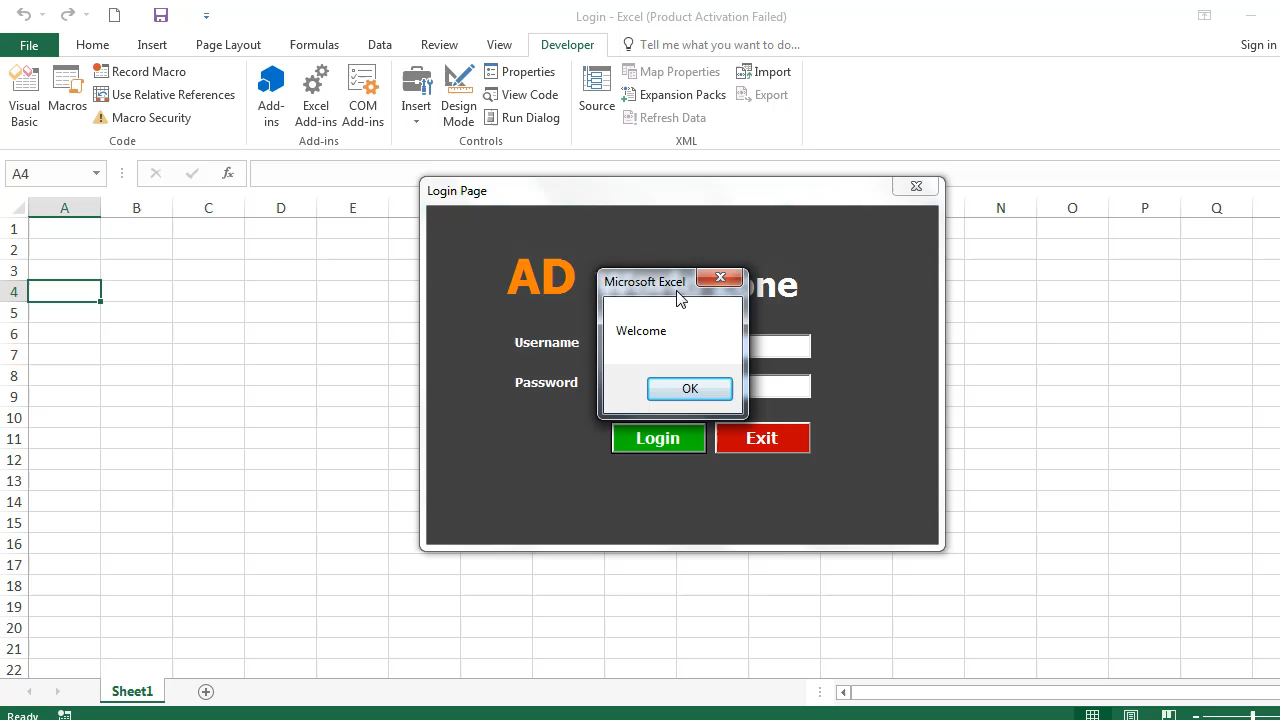 Login - Excel (Product Activation Failed)
File Home Insert Page Layout Formulas Data Review View Developer Tell me what you want to do... Sign in
Visual Basic
Macros
Record Macro
Use Relative References
Macro Security
Code
Add-ins
Excel Add-ins
COM Add-ins
Add-ins
Insert
Design Mode
Properties
View Code
Run Dialog
Controls
Source
Map Properties
Expansion Packs
Refresh Data
Import
Export
XML
A4 fx
A B C D E N O P Q
1
2
3
4
5
6
7
8
9
10
11
12
13
14
15
16
17
18
19
20
21
22
Login Page
AD one
Username
Password
Login Exit
Microsoft Excel
Welcome
OK
Sheet1
Ready